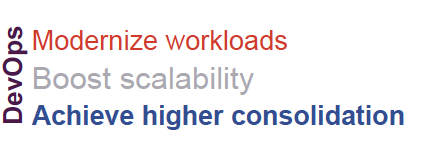 DevOps
Modernize workloads
Boost scalability
Achieve higher consolidation